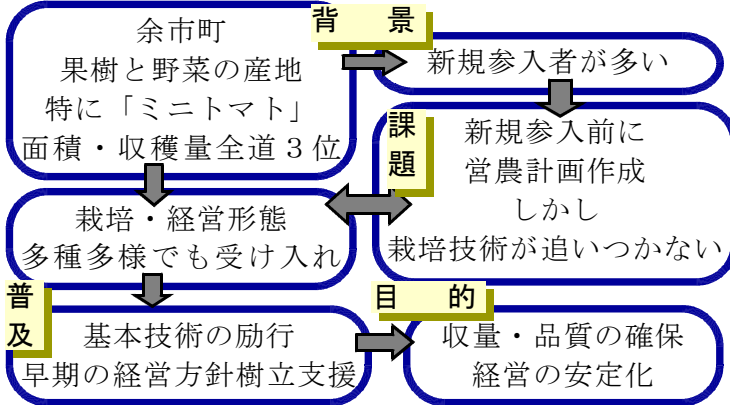 背　景
余市町
果樹と野菜の産地
特に「ミニトマト」
面積・収穫量全道３位
新規参入者が多い
課
題
新規参入前に
営農計画作成
しかし
栽培技術が追いつかない
栽培・経営形態
多種多様でも受け入れ
普
及
基本技術の励行
早期の経営方針樹立支援
目　的
収量・品質の確保
経営の安定化